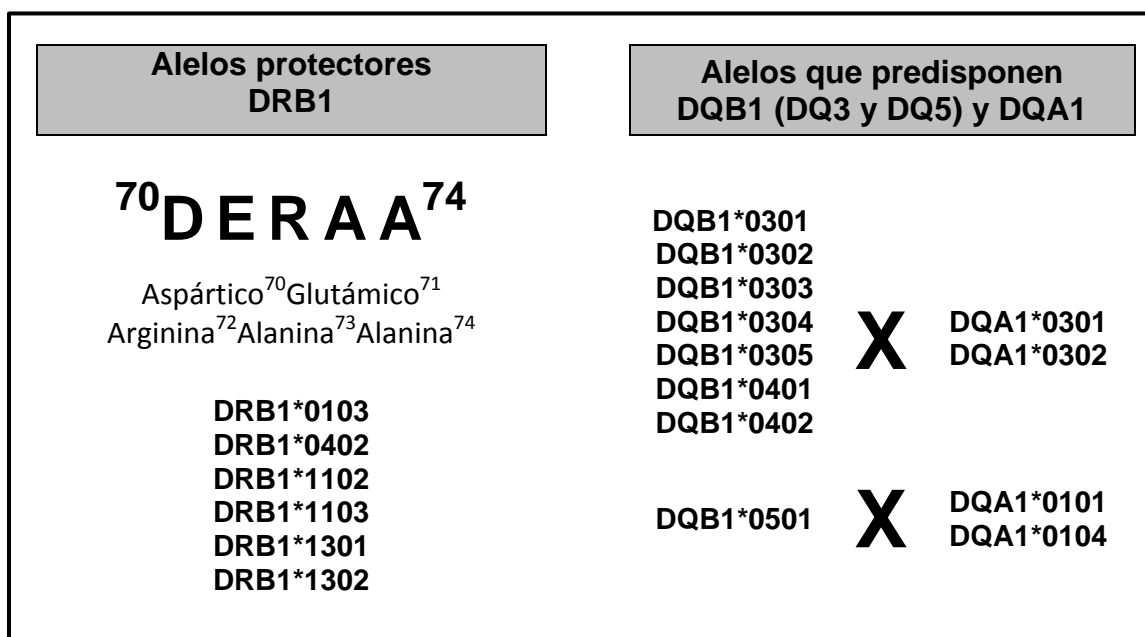 Alelos protectores
DRB1
⁷⁰DERAA⁷⁴
Aspártico⁷⁰Glutámico⁷¹
Arginina⁷²Alanina⁷³Alanina⁷⁴
DRB1*0103
DRB1*0402
DRB1*1102
DRB1*1103
DRB1*1301
DRB1*1302
Alelos que predisponen
DQB1 (DQ3 y DQ5) y DQA1
DQB1*0301
DQB1*0302
DQB1*0303
DQB1*0304
DQB1*0305
DQB1*0401
DQB1*0402
X
DQA1*0301
DQA1*0302
DQB1*0501
X
DQA1*0101
DQA1*0104